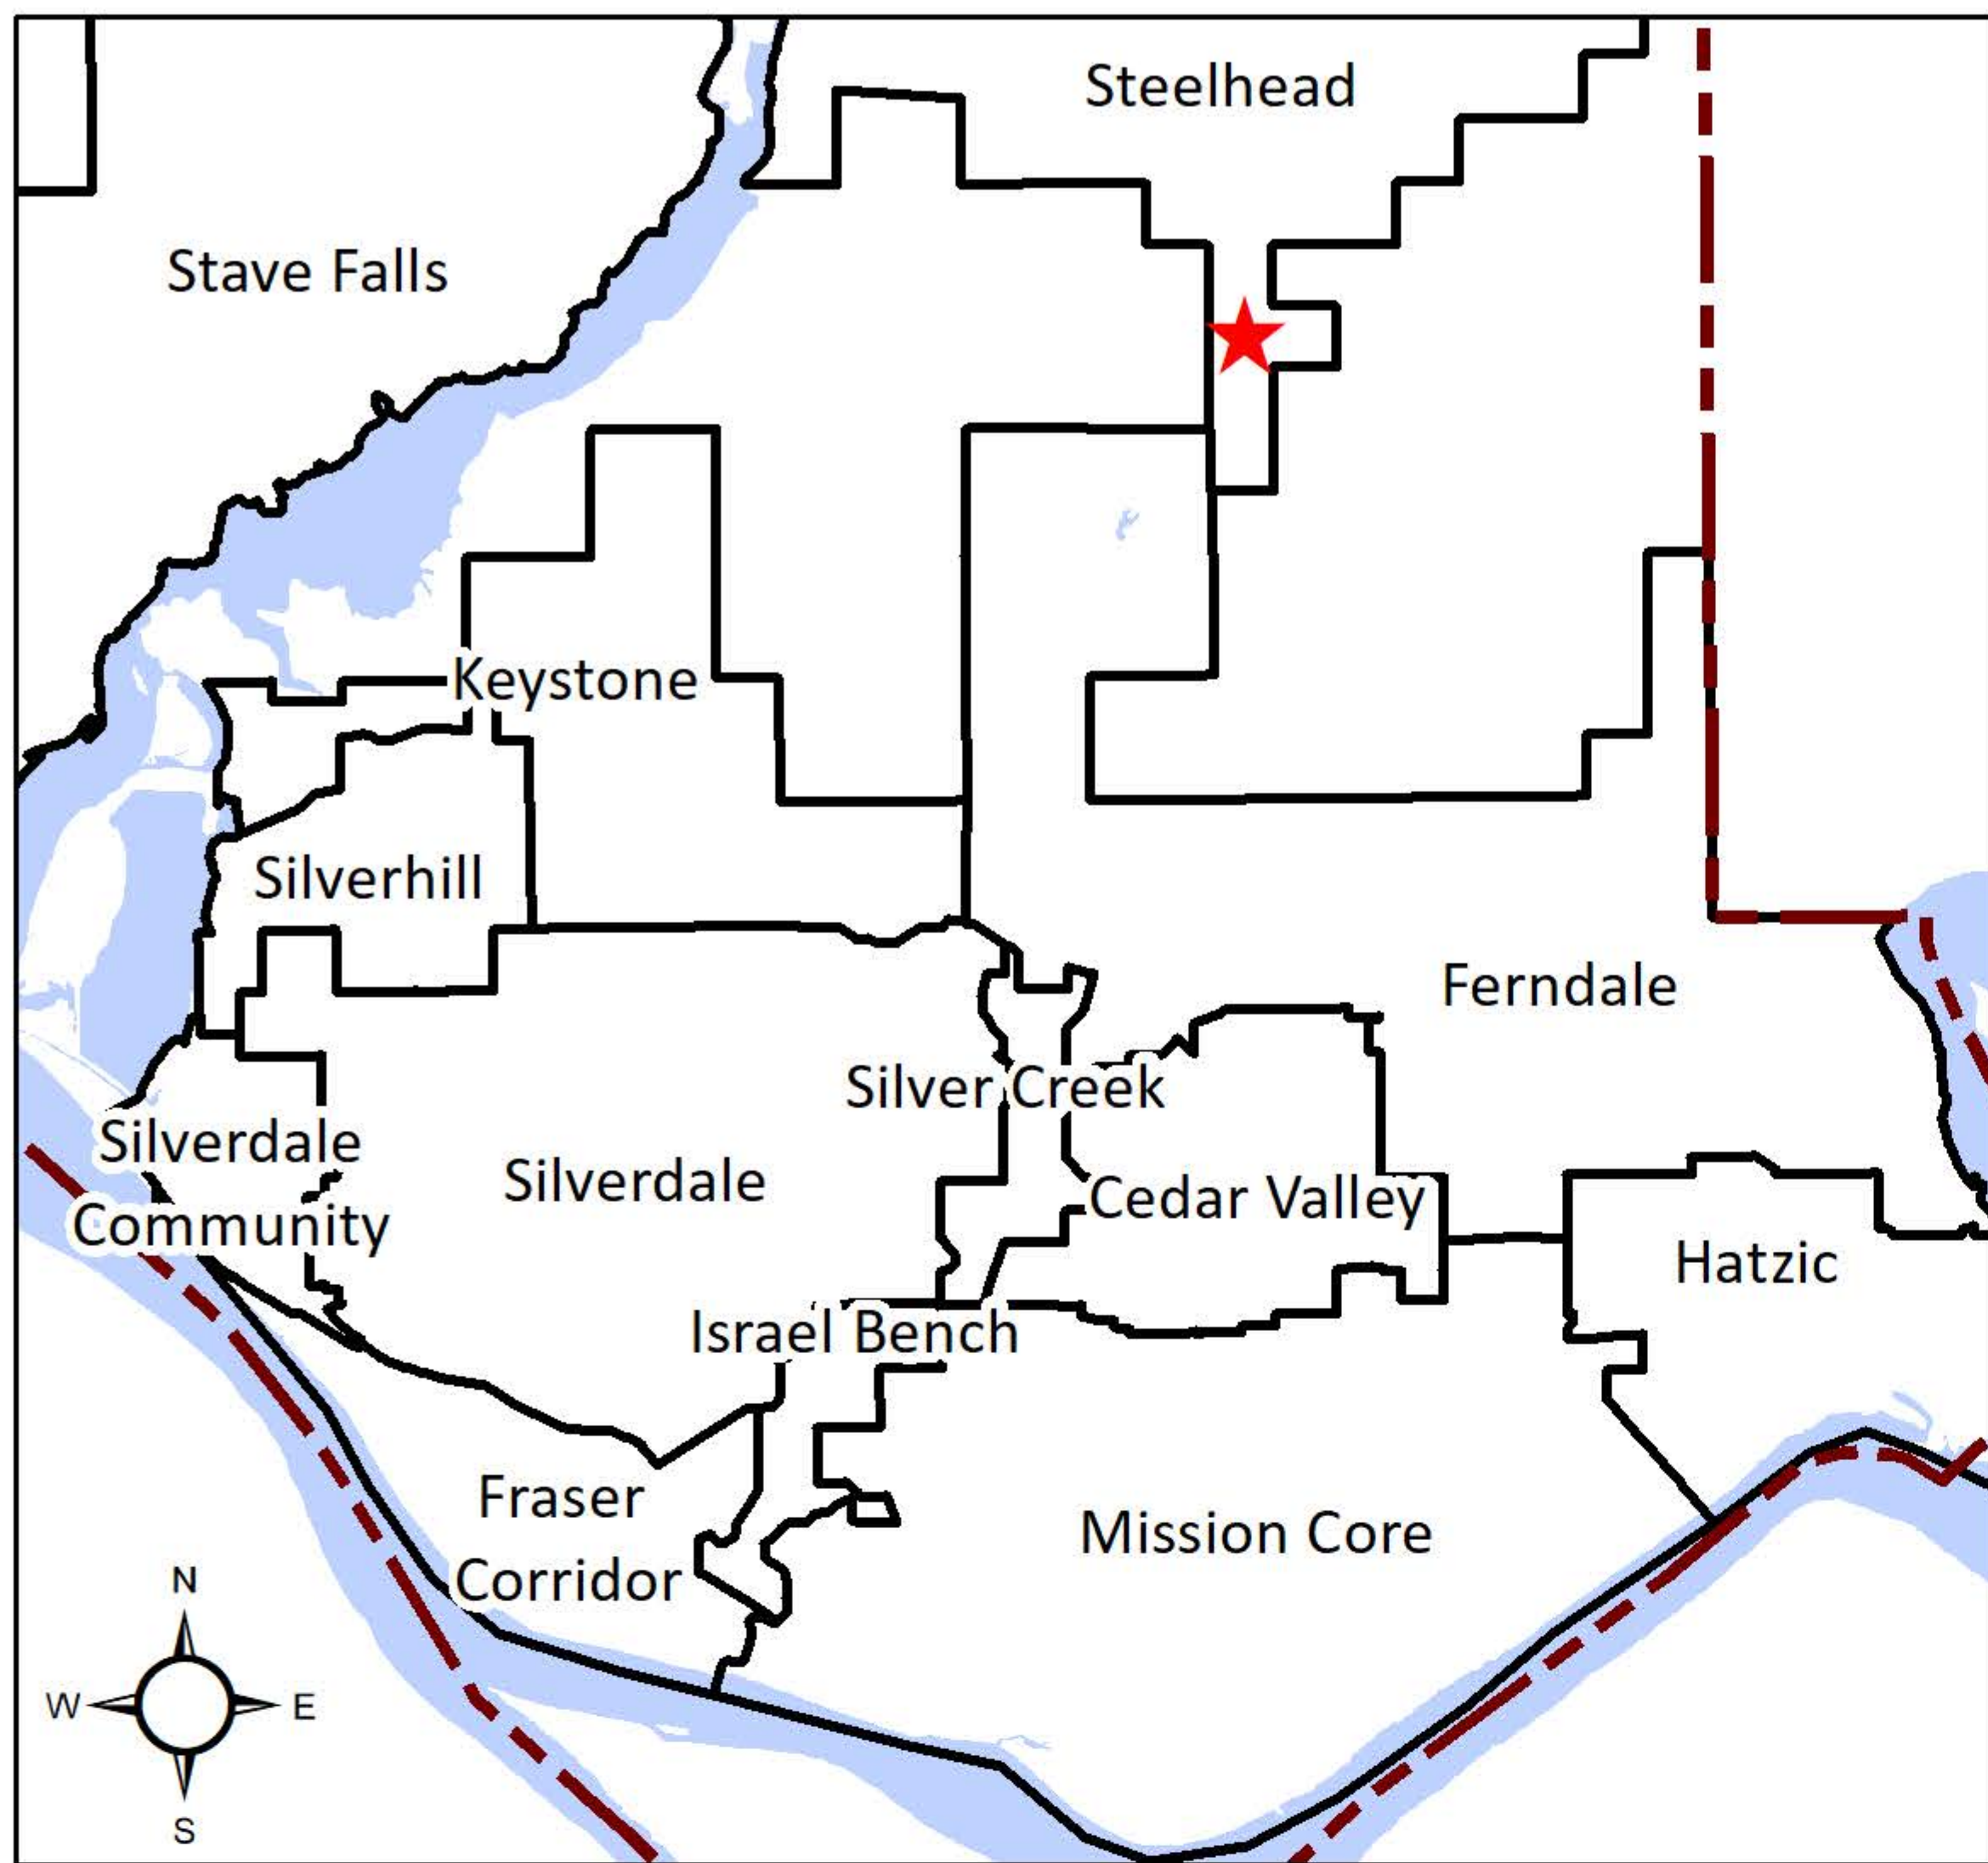 Steelhead
Stave Falls
Keystone
Silverhill
Ferndale
Silver Creek
Silverdale
Community
Silverdale
Cedar Valley
Hatzic
Israel Bench
Fraser
Corridor
Mission Core
N
W
E
S